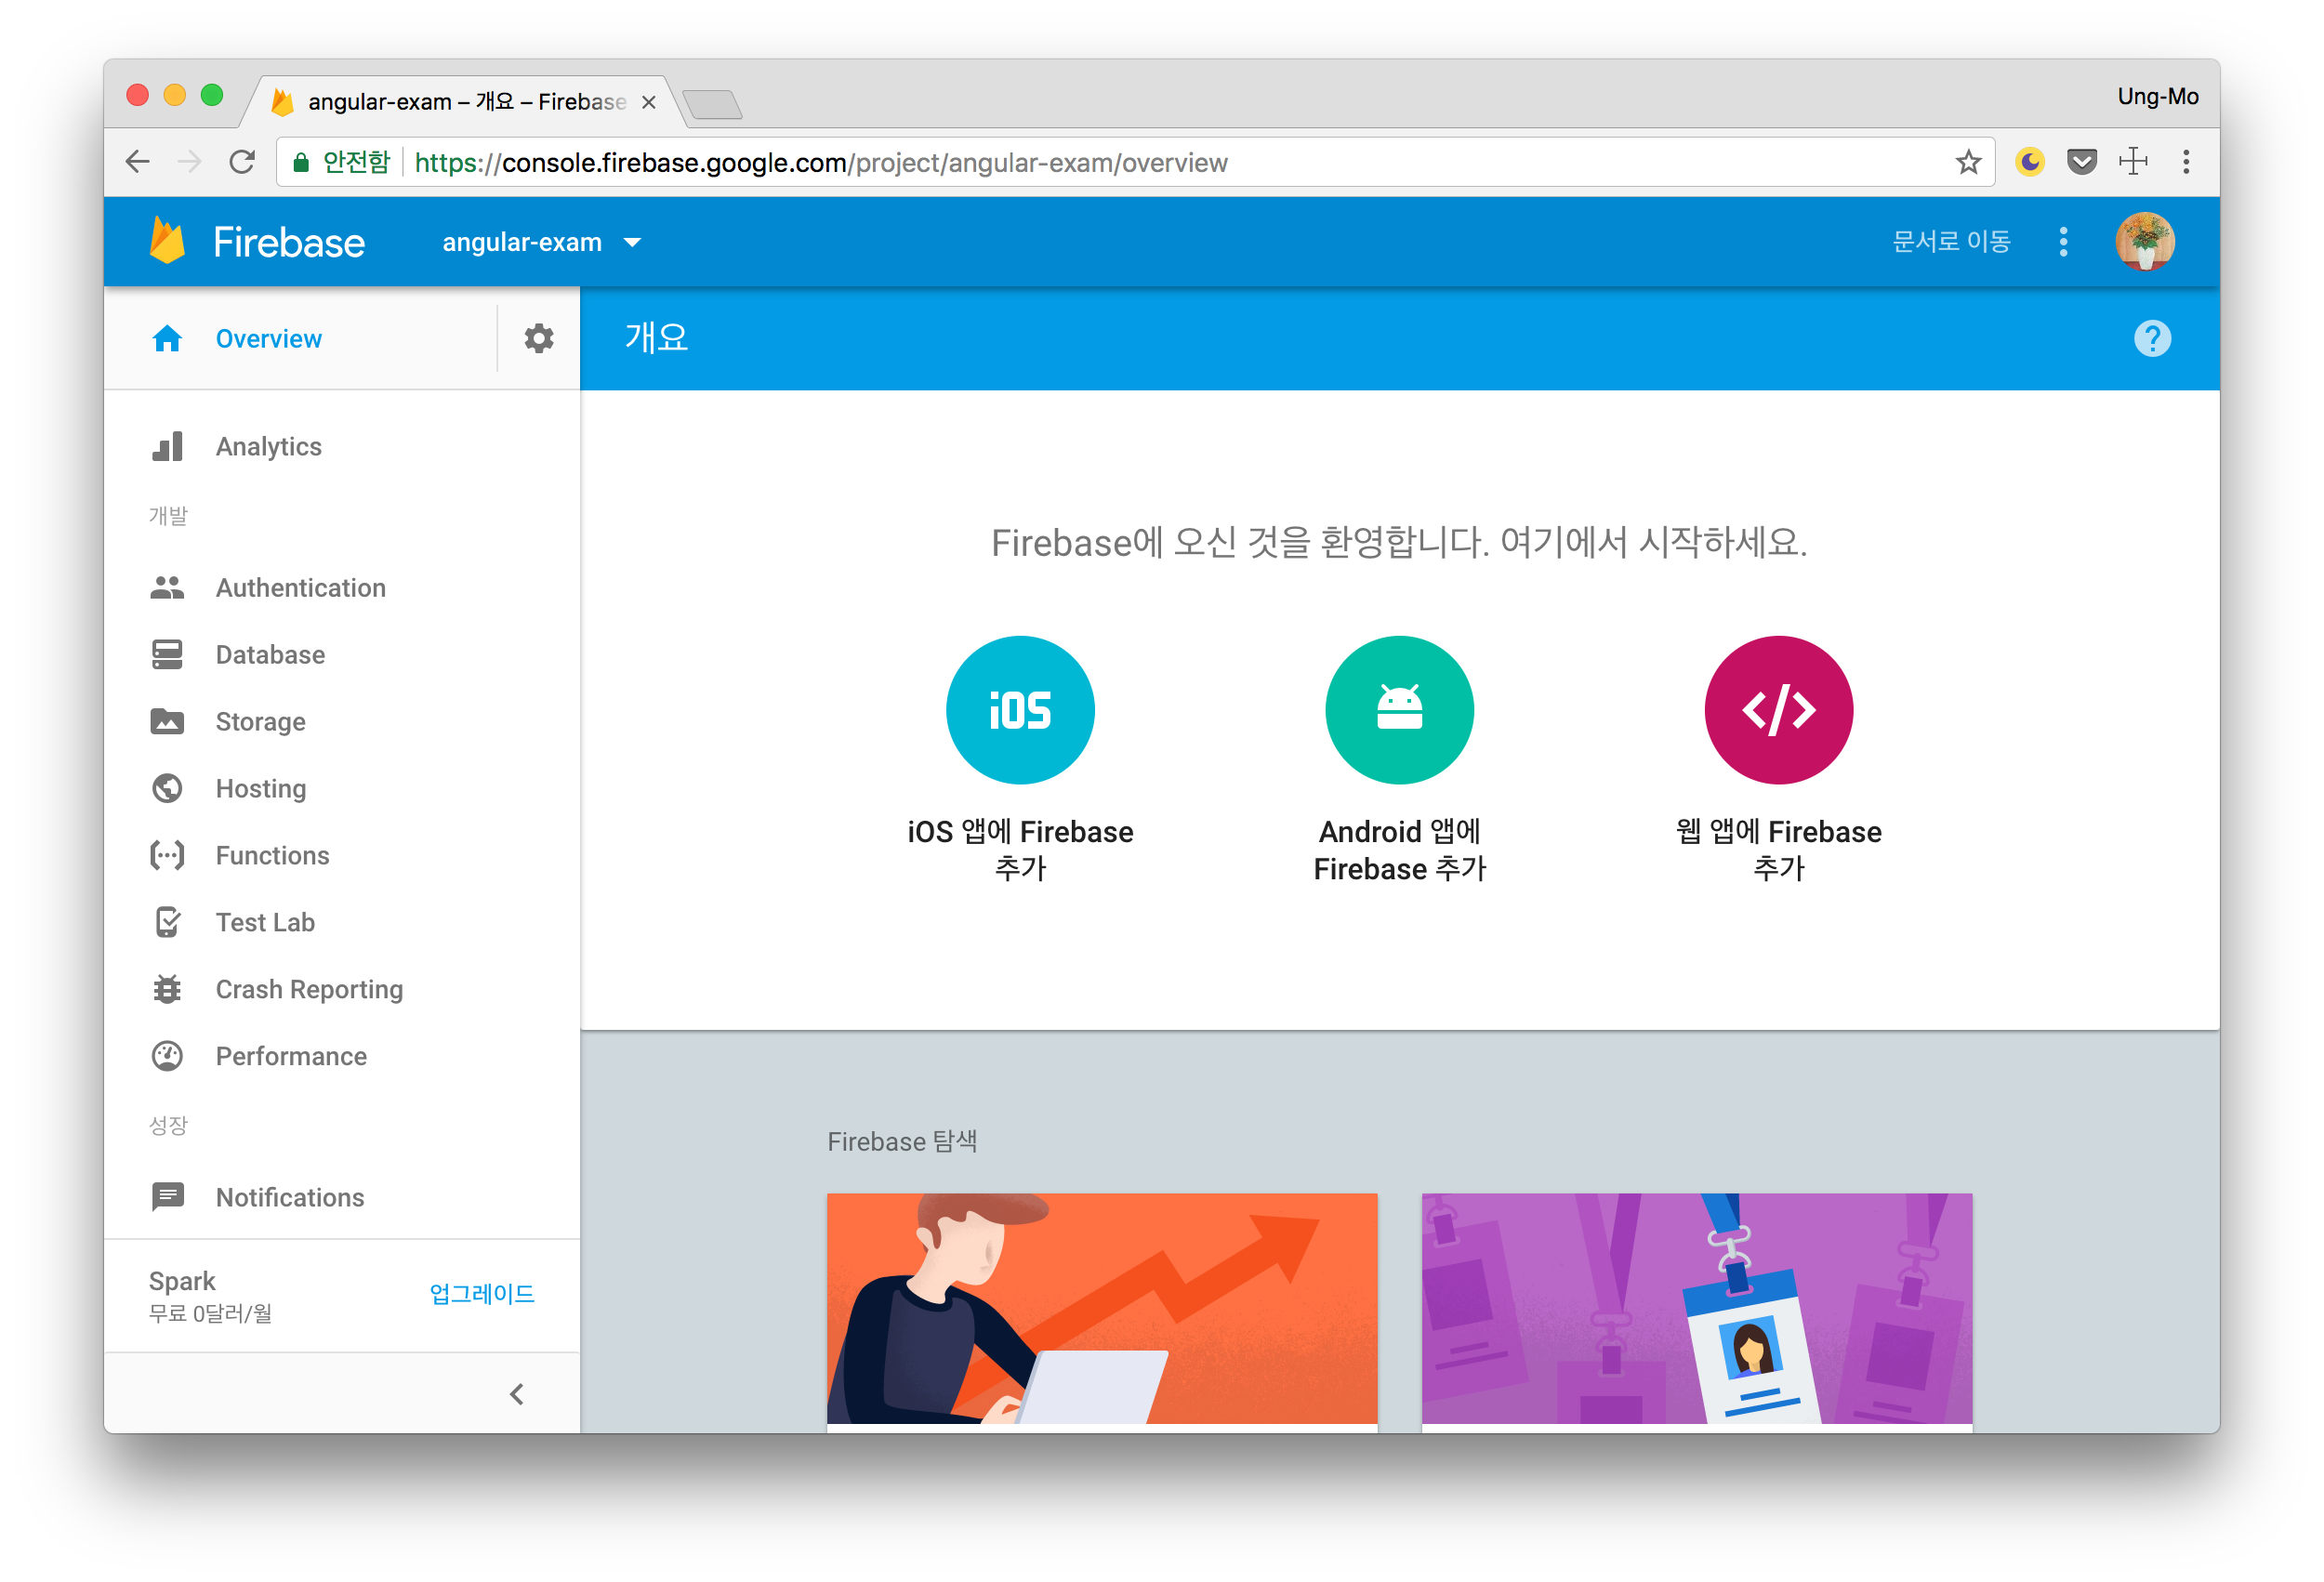 angular-exam – 개요 – Firebase
Ung-Mo
안전함 https://console.firebase.google.com/project/angular-exam/overview
Firebase
angular-exam
문서로 이동
Overview
개요
?
Analytics
개발
Authentication
Database
Storage
Hosting
Functions
Test Lab
Crash Reporting
Performance
성장
Notifications
Spark
무료 0달러/월
업그레이드
Firebase에 오신 것을 환영합니다. 여기에서 시작하세요.
iOS
</>
iOS 앱에 Firebase
추가
Android 앱에
Firebase 추가
웹 앱에 Firebase
추가
Firebase 탐색